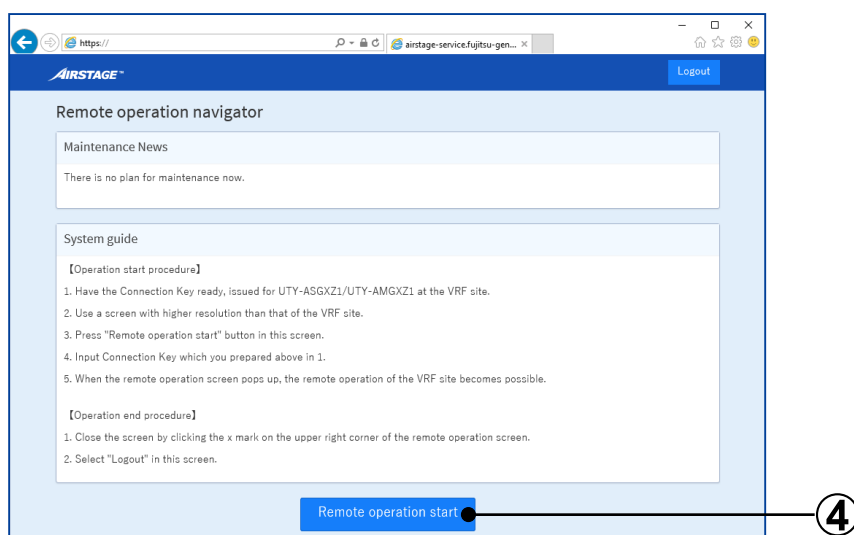 https://
airstage-service.fujitsu-gen...
AIRSTAGE™
Logout
Remote operation navigator
Maintenance News
There is no plan for maintenance now.
System guide
【Operation start procedure】
1. Have the Connection Key ready, issued for UTY-ASGXZ1/UTY-AMGXZ1 at the VRF site.
2. Use a screen with higher resolution than that of the VRF site.
3. Press "Remote operation start" button in this screen.
4. Input Connection Key which you prepared above in 1.
5. When the remote operation screen pops up, the remote operation of the VRF site becomes possible.
【Operation end procedure】
1. Close the screen by clicking the x mark on the upper right corner of the remote operation screen.
2. Select "Logout" in this screen.
Remote operation start
④